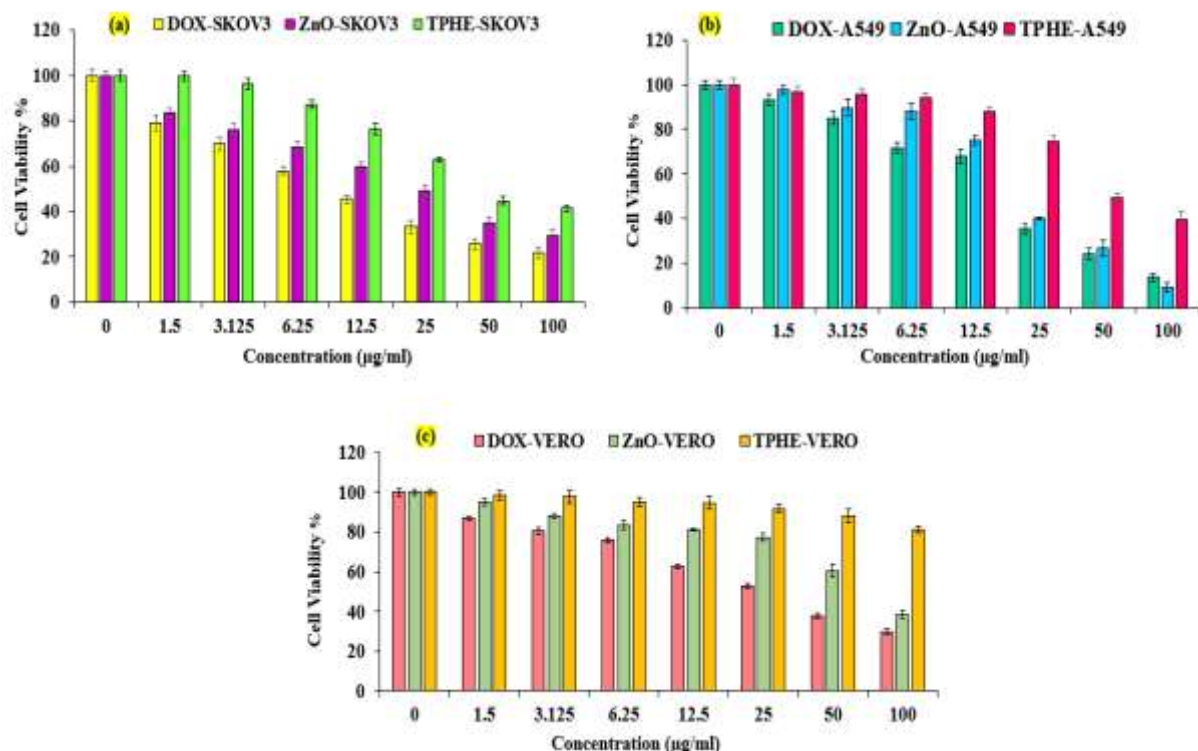 (a) DOX-SKOV3 ZnO-SKOV3 TPHE-SKOV3
120
100
80
60
40
20
0
Cell Viability %
0 1.5 3.125 6.25 12.5 25 50 100
Concentration (µg/ml)
(b) DOX-A549 ZnO-A549 TPHE-A549
120
100
80
60
40
20
0
Cell Viability %
0 1.5 3.125 6.25 12.5 25 50 100
Concentration (µg/ml)
(c) DOX-VERO ZnO-VERO TPHE-VERO
120
100
80
60
40
20
0
Cell Viability %
0 1.5 3.125 6.25 12.5 25 50 100
Concentration (µg/ml)